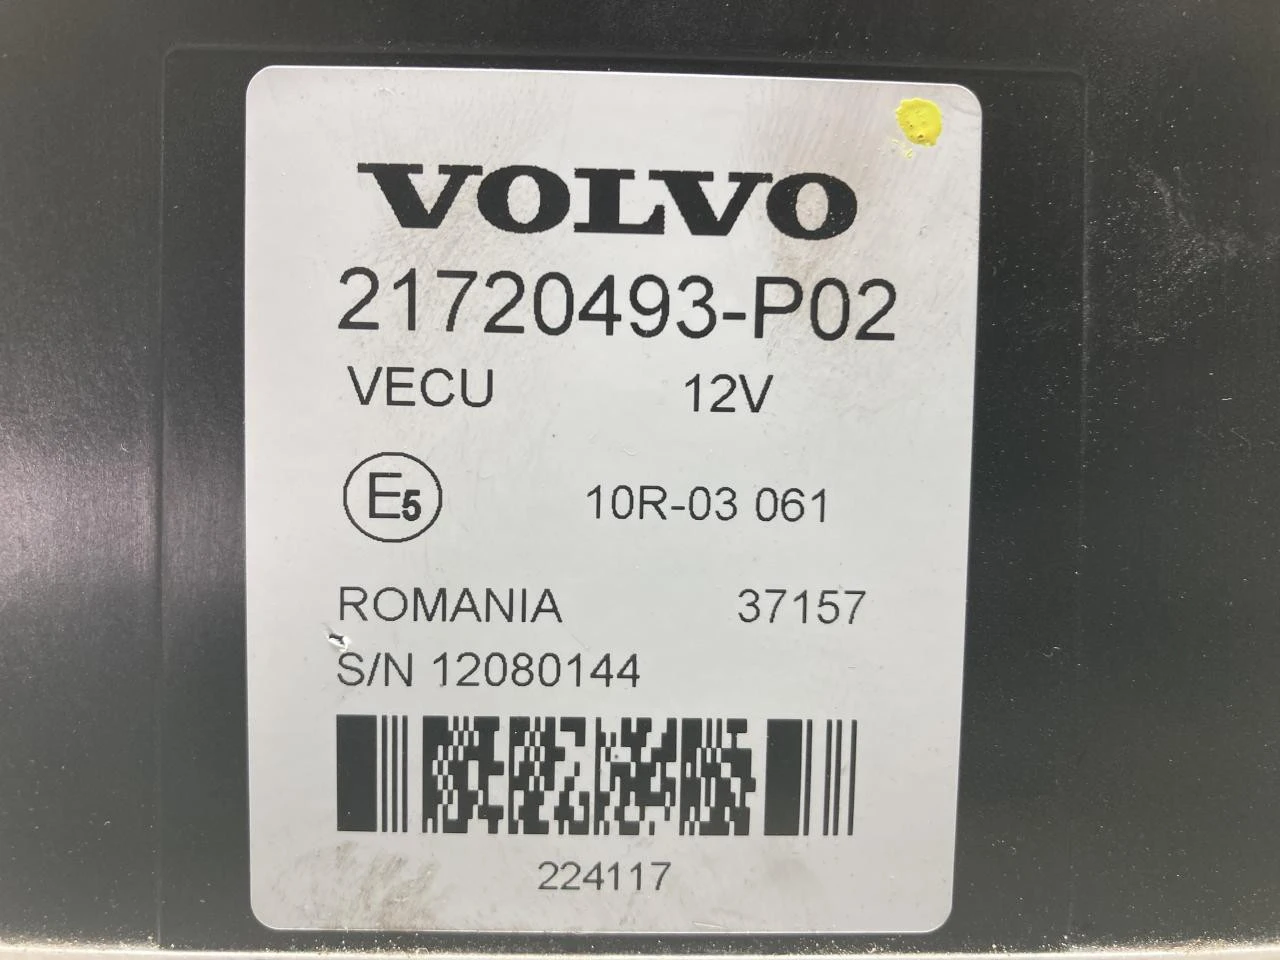 VOLVO
21720493-P02
VECU 12V
E5 10R-03 061
ROMANIA 37157
S/N 12080144
224117